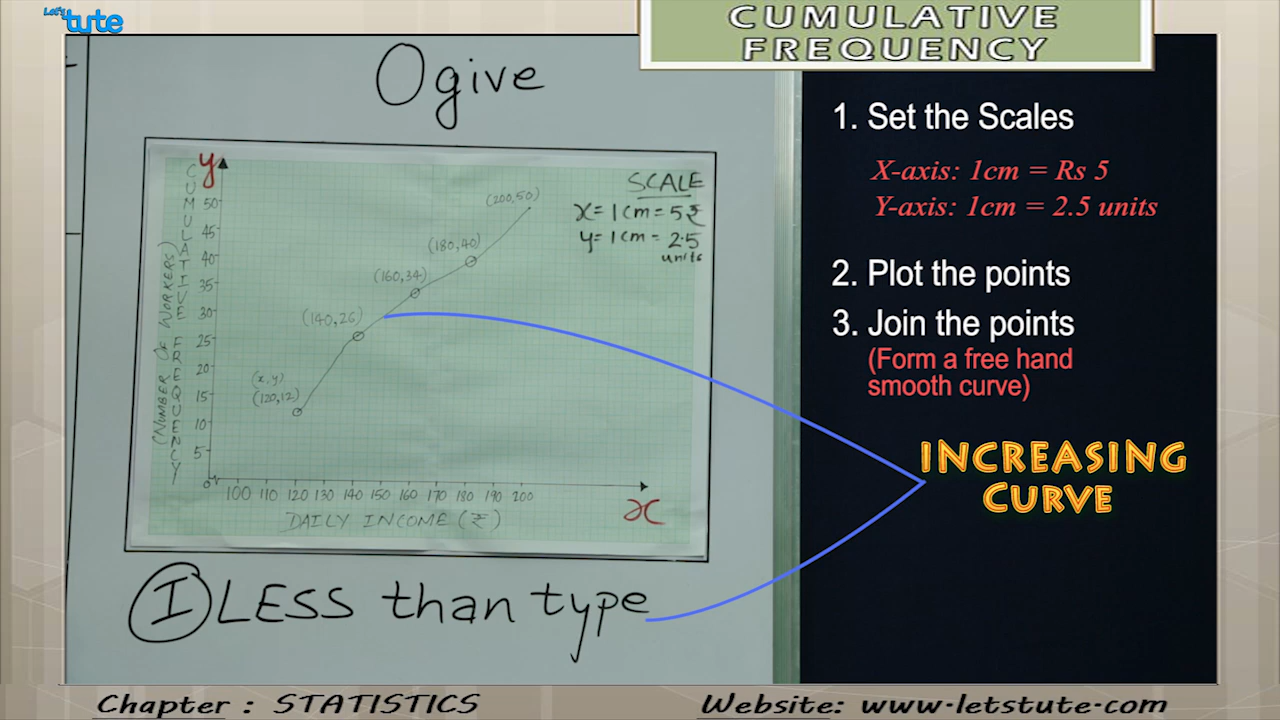 Let's
tute
CUMULATIVE
FREQUENCY
Ogive
y
CUMULATIVE FREQUENCY
(NUMBER OF WORKERS)
50
45
40
35
30
25
20
15
10
5
0
(200,50)
(180,40)
(160,34)
(140,26)
(x,y)
(120,12)
SCALE
x= 1 cm = 5₹
y= 1 cm = 2.5
units
100 110 120 130 140 150 160 170 180 190 200
x
DAILY INCOME (₹)
I LESS than type
1. Set the Scales
X-axis: 1cm = Rs 5
Y-axis: 1cm = 2.5 units
2. Plot the points
3. Join the points
(Form a free hand
smooth curve)
INCREASING
CURVE
Chapter : STATISTICS
Website: www.letstute.com